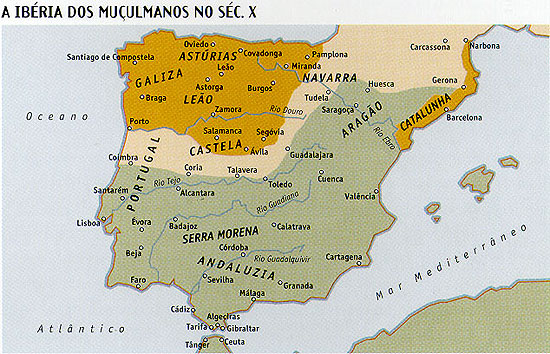 A IBÉRIA DOS MUÇULMANOS NO SÉC. X
Oviedo
Covadonga
Carcassona
Narbona
Santiago de Compostela
ASTÚRIAS
Pamplona
Miranda
GALIZA
Leão
NAVARRA
Huesca
Gerona
Astorga
Burgos
LEÃO
Tudela
Braga
Zamora
Saragoça
ARAGÃO
CATALUNHA
Barcelona
Rio Douro
Oceano
Porto
Salamanca
Segóvia
Rio Ebro
CASTELA
Ávila
Guadalajara
Coimbra
Coria
Talavera
Cuenca
PORTUGAL
Rio Tejo
Toledo
Santarém
Alcantara
Valência
Rio Guadiana
Lisboa
Évora
Badajoz
Calatrava
SERRA MORENA
Beja
Córdoba
Cartagena
Rio Guadalquivir
ANDALUZIA
Mar Mediterrâneo
Faro
Sevilha
Granada
Málaga
Cádiz
Algeciras
Atlântico
Tarifa
Gibraltar
Tânger
Ceuta